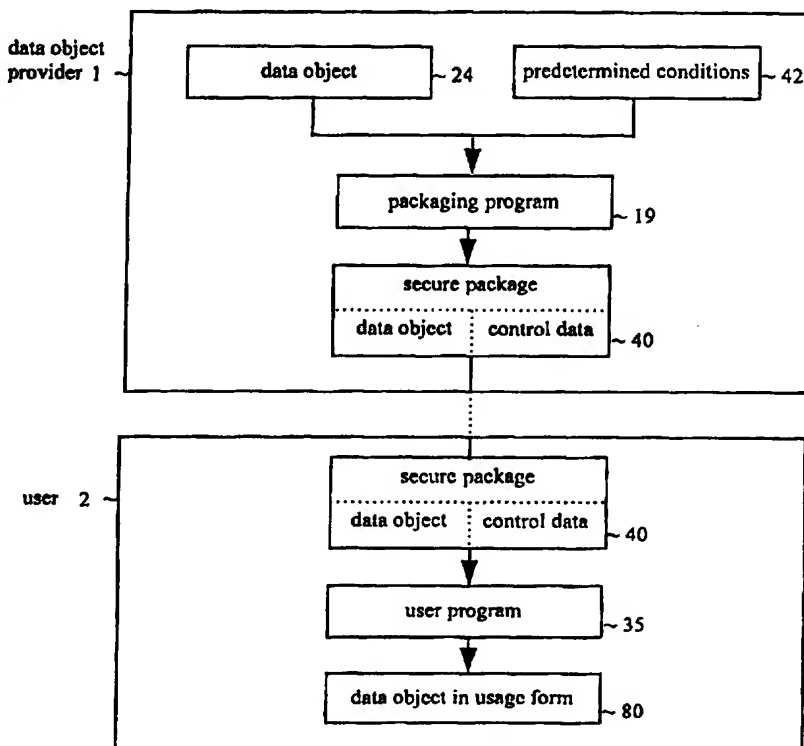 data object
provider 1 ~
data object ~ 24
predetermined conditions ~ 42
packaging program ~ 19
secure package
data object control data ~ 40
user 2 ~
secure package
data object control data ~ 40
user program ~ 35
data object in usage form ~ 80